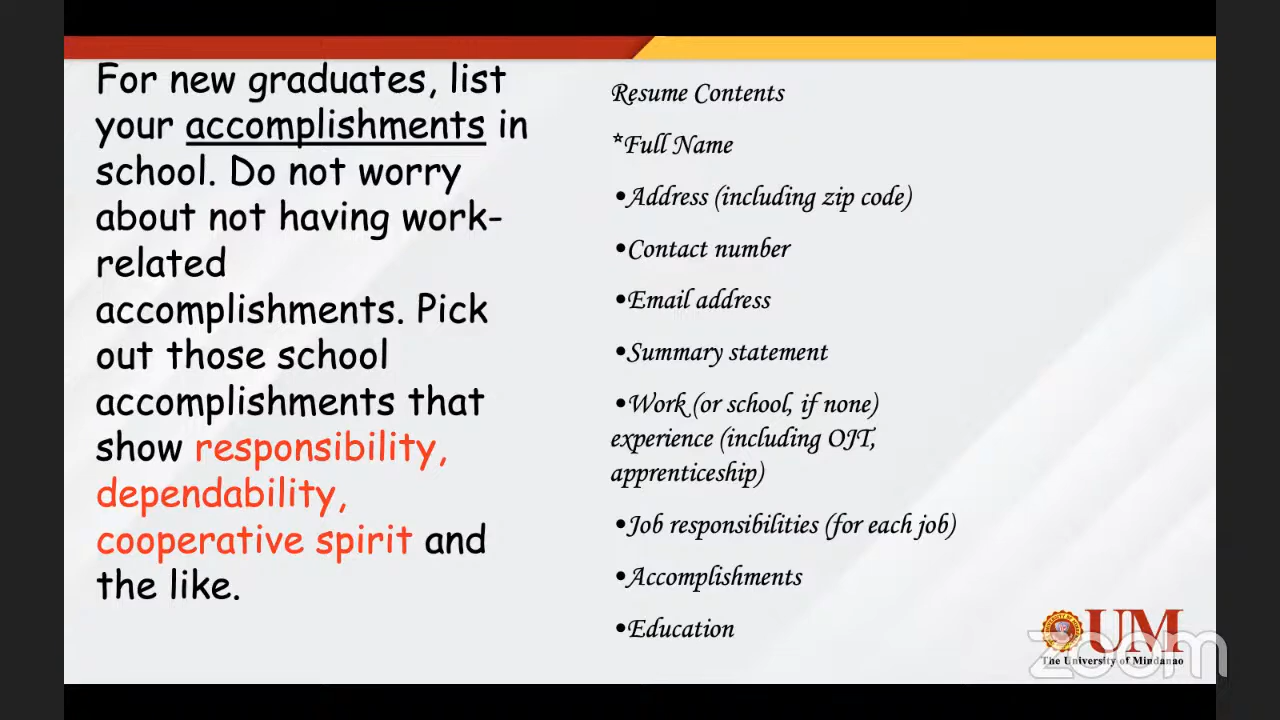 For new graduates, list
your accomplishments in
school. Do not worry
about not having work-
related
accomplishments. Pick
out those school
accomplishments that
show responsibility,
dependability,
cooperative spirit and
the like.
Resume Contents
*Full Name
•Address (including zip code)
•Contact number
•Email address
•Summary statement
•Work (or school, if none)
experience (including OJT,
apprenticeship)
•Job responsibilities (for each job)
•Accomplishments
•Education
UM
The University of Mindanao
zoom